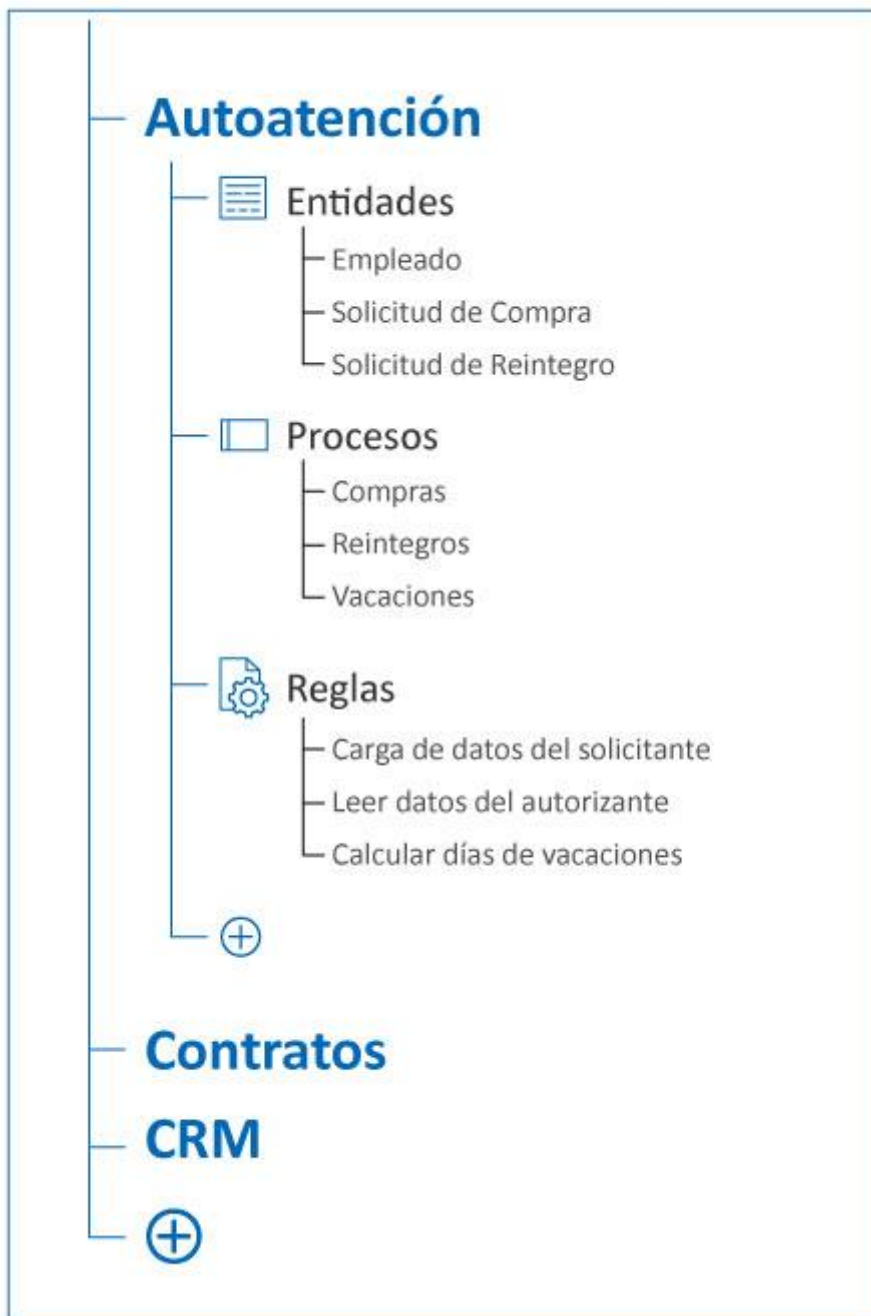 Autoatención
Entidades
Empleado
Solicitud de Compra
Solicitud de Reintegro
Procesos
Compras
Reintegros
Vacaciones
Reglas
Carga de datos del solicitante
Leer datos del autorizante
Calcular días de vacaciones
Contratos
CRM